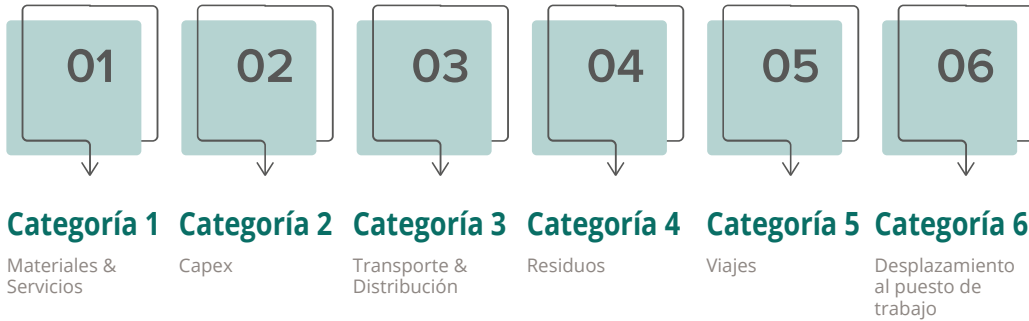 01
02
03
04
05
06
Categoría 1
Categoría 2
Categoría 3
Categoría 4
Categoría 5
Categoría 6
Materiales &
Servicios
Capex
Transporte &
Distribución
Residuos
Viajes
Desplazamiento
al puesto de
trabajo